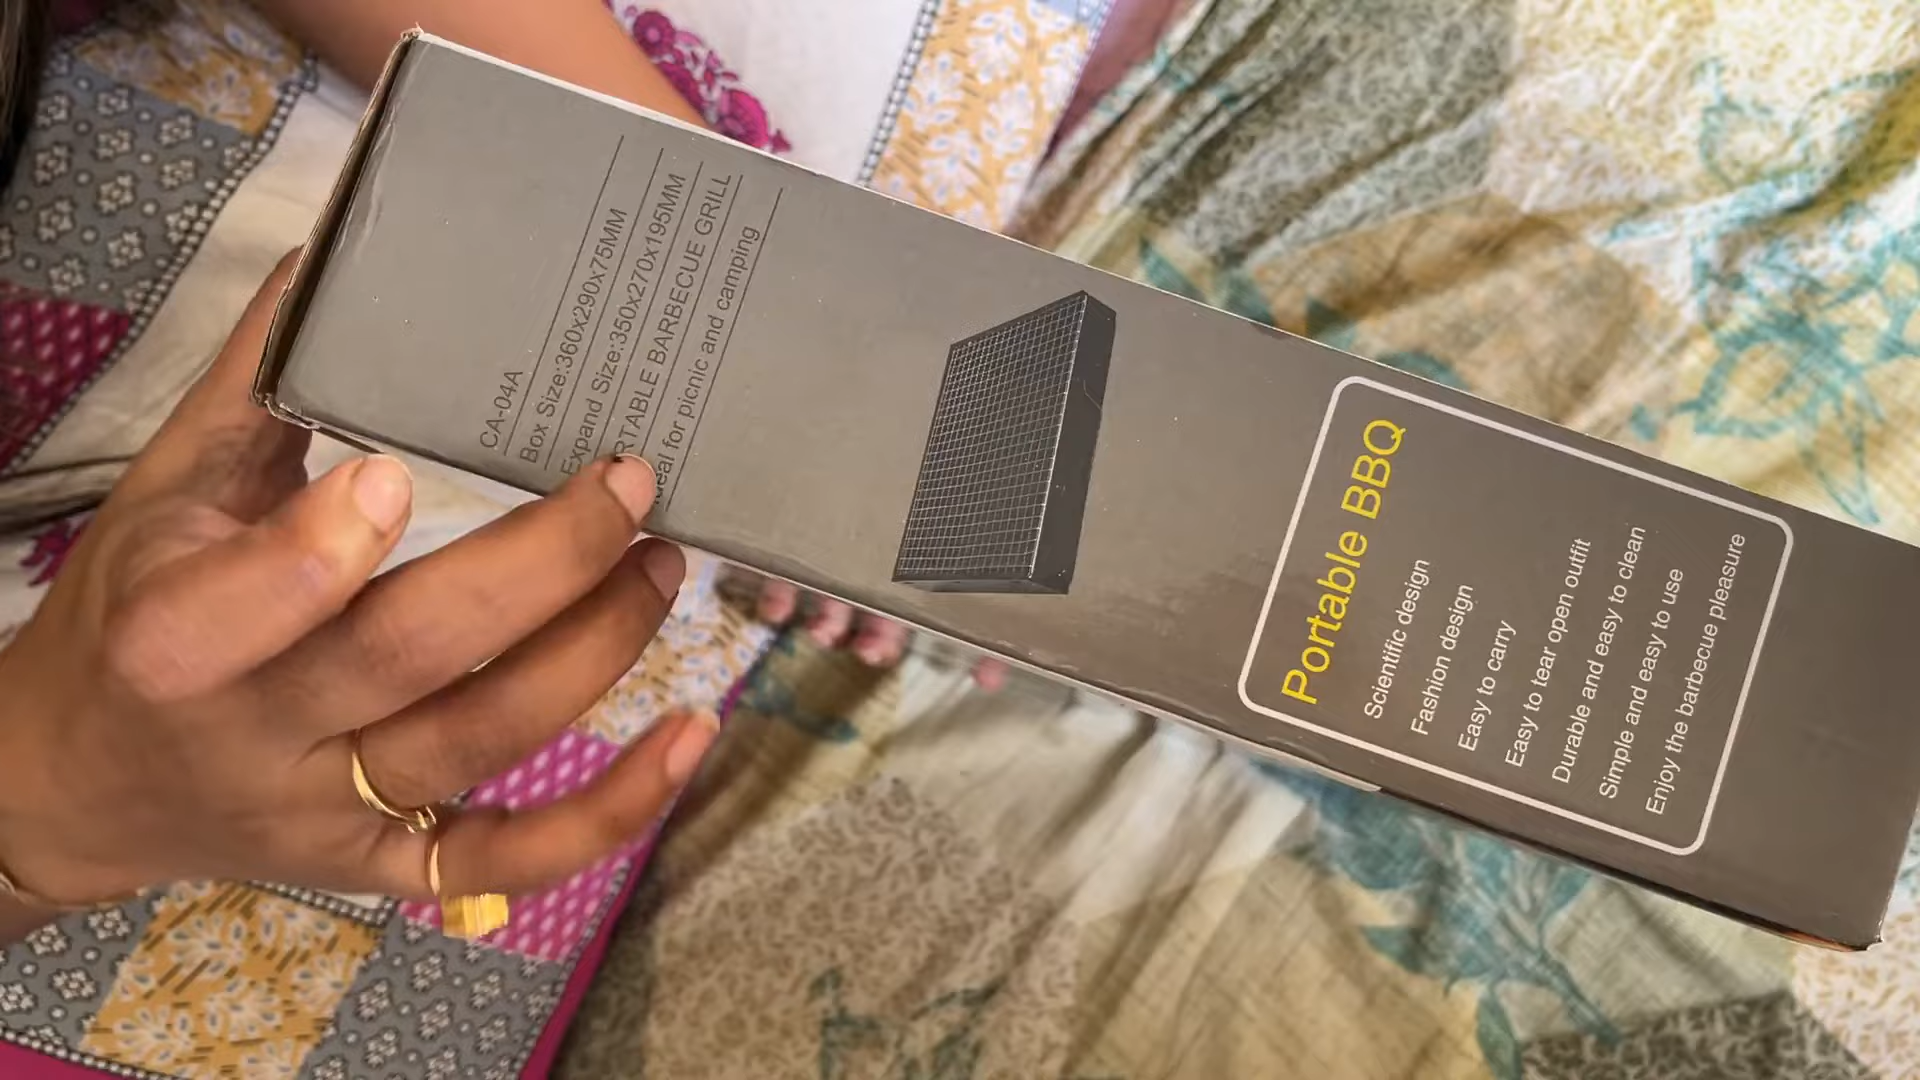 CA-04A
Box Size:360x290x75MM
Expand Size:350x270x195MM
RTABLE BARBECUE GRILL
deal for picnic and camping
Portable BBQ
Scientific design
Fashion design
Easy to carry
Easy to tear open outfit
Durable and easy to clean
Simple and easy to use
Enjoy the barbecue pleasure